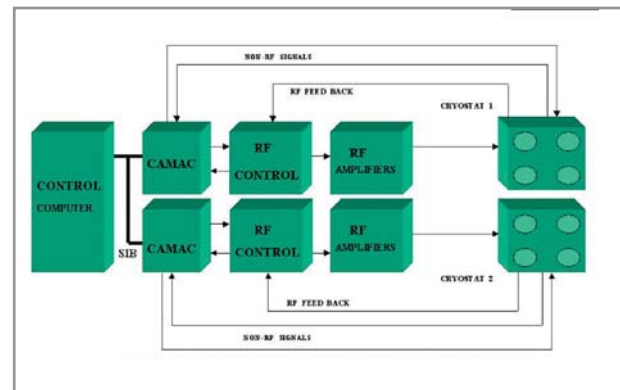 NON-RF SIGNALS
RF FEED BACK
CRYOSTAT 1
CONTROL
COMPUTER
CAMAC
RF
CONTROL
RF
AMPLIFIERS
SIB
CAMAC
RF
CONTROL
RF
AMPLIFIERS
CRYOSTAT 2
RF FEED BACK
NON-RF SIGNALS